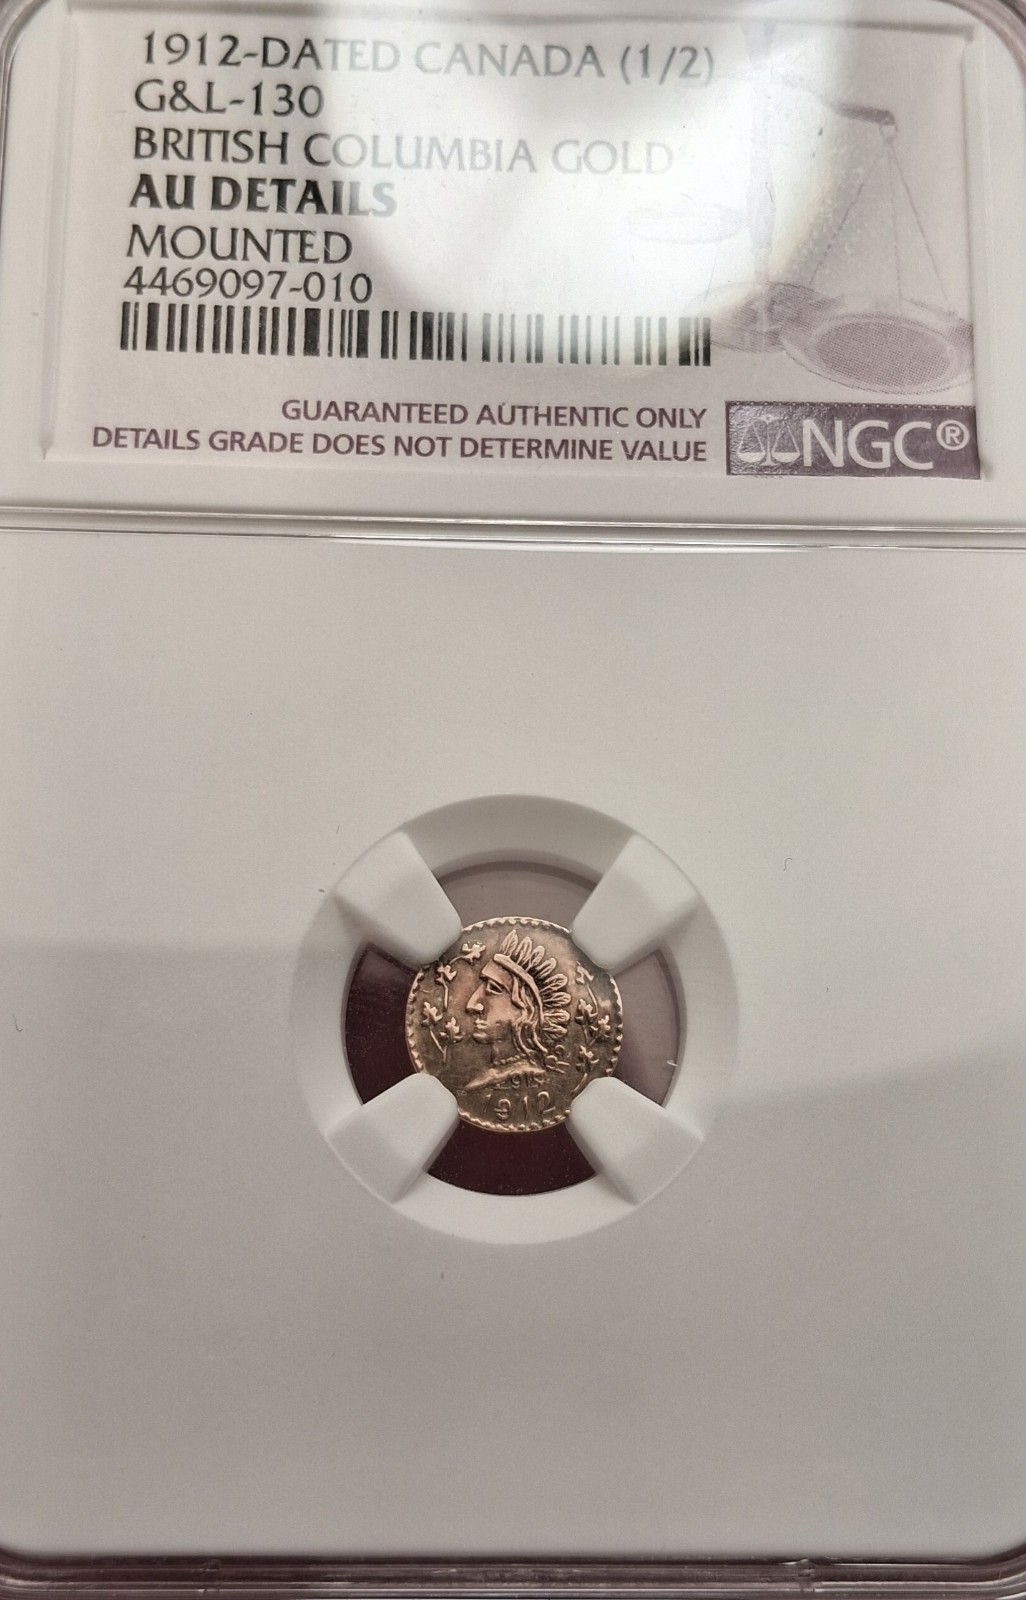 1912-DATED CANADA (1/2)
G&L-130
BRITISH COLUMBIA GOLD
AU DETAILS
MOUNTED
4469097-010
GUARANTEED AUTHENTIC ONLY
DETAILS GRADE DOES NOT DETERMINE VALUE
NGC®
1912